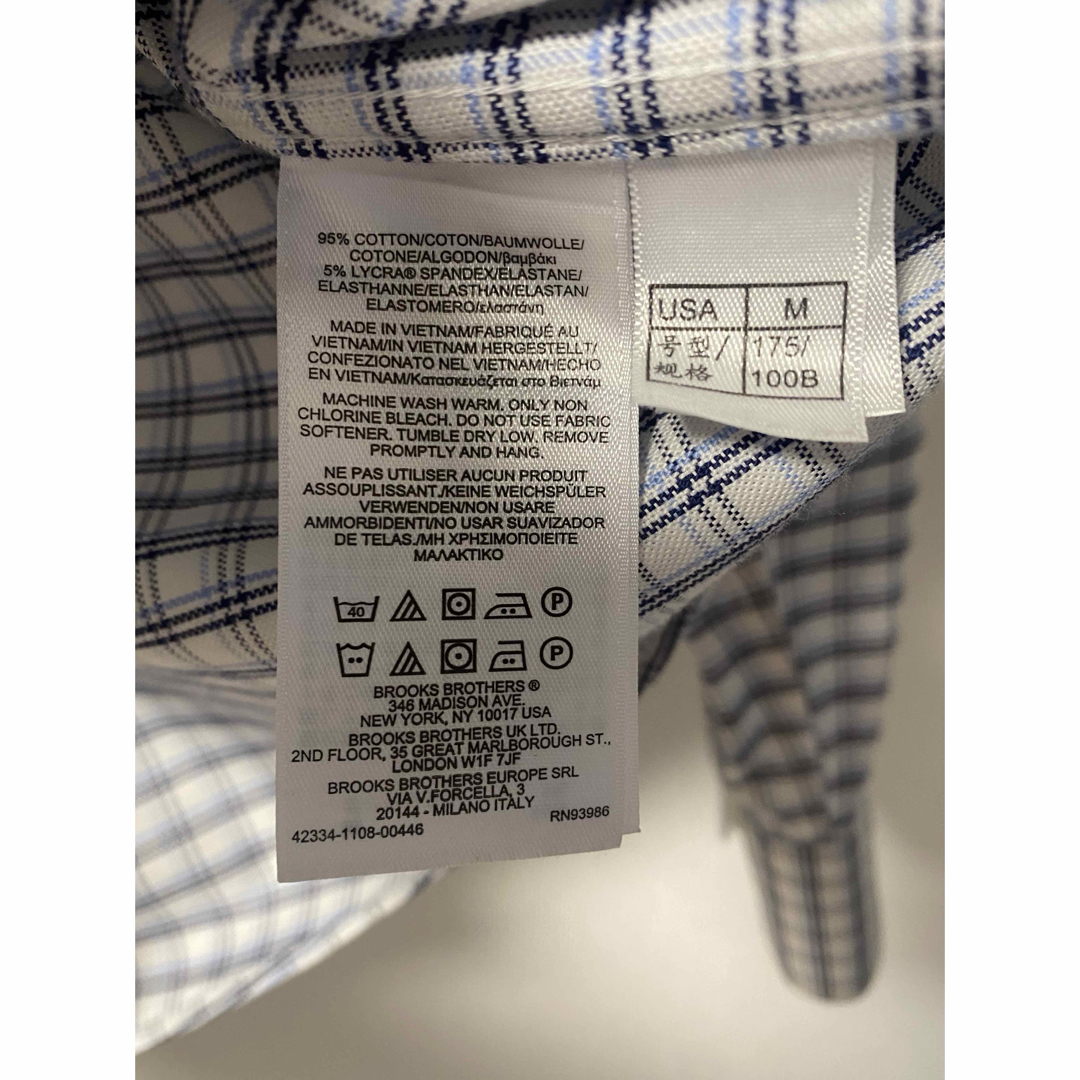 95% COTTON/COTON/BAUMWOLLE/
COTONE/ALGODON/βαμβάκι
5% LYCRA® SPANDEX/ELASTANE/
ELASTHANNE/ELASTHAN/ELASTAN/
ELASTOMERO/ελαστάνη
MADE IN VIETNAM/FABRIQUÉ AU
VIETNAM/IN VIETNAM HERGESTELLT/
CONFEZIONATO NEL VIETNAM/HECHO
EN VIETNAM/Κατασκευάζεται στο Βιετνάμ
MACHINE WASH WARM. ONLY NON
CHLORINE BLEACH. DO NOT USE FABRIC
SOFTENER. TUMBLE DRY LOW. REMOVE
PROMPTLY AND HANG.
NE PAS UTILISER AUCUN PRODUIT
ASSOUPLISSANT./KEINE WEICHSPÜLER
VERWENDEN/NON USARE
AMMORBIDENTI/NO USAR SUAVIZADOR
DE TELAS./ΜΗ ΧΡΗΣΙΜΟΠΟΙΕΙΤΕ
ΜΑΛΑΚΤΙΚΟ
40 P
P
BROOKS BROTHERS ®
346 MADISON AVE.
NEW YORK, NY 10017 USA
BROOKS BROTHERS UK LTD.
2ND FLOOR, 35 GREAT MARLBOROUGH ST.,
LONDON W1F 7JF
BROOKS BROTHERS EUROPE SRL
VIA V.FORCELLA, 3
20144 - MILANO ITALY
RN93986
42334-1108-00446
USA M
号型/ 175/
规格 100B